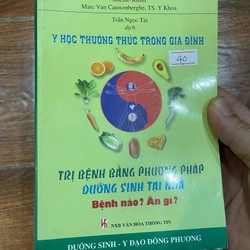 Marc Van Cauwenberghe, TS. Y Khoa
Trần Ngọc Tài
dịch
Y HỌC THƯỜNG THỨC TRONG GIA ĐÌNH
40
TRỊ BỆNH BẰNG PHƯƠNG PHÁP
DƯỠNG SINH TẠI NHÀ
Bệnh nào? Ăn gì?
NXB VĂN HÓA THÔNG TIN
DƯỠNG SINH - Y ĐẠO ĐÔNG PHƯƠNG